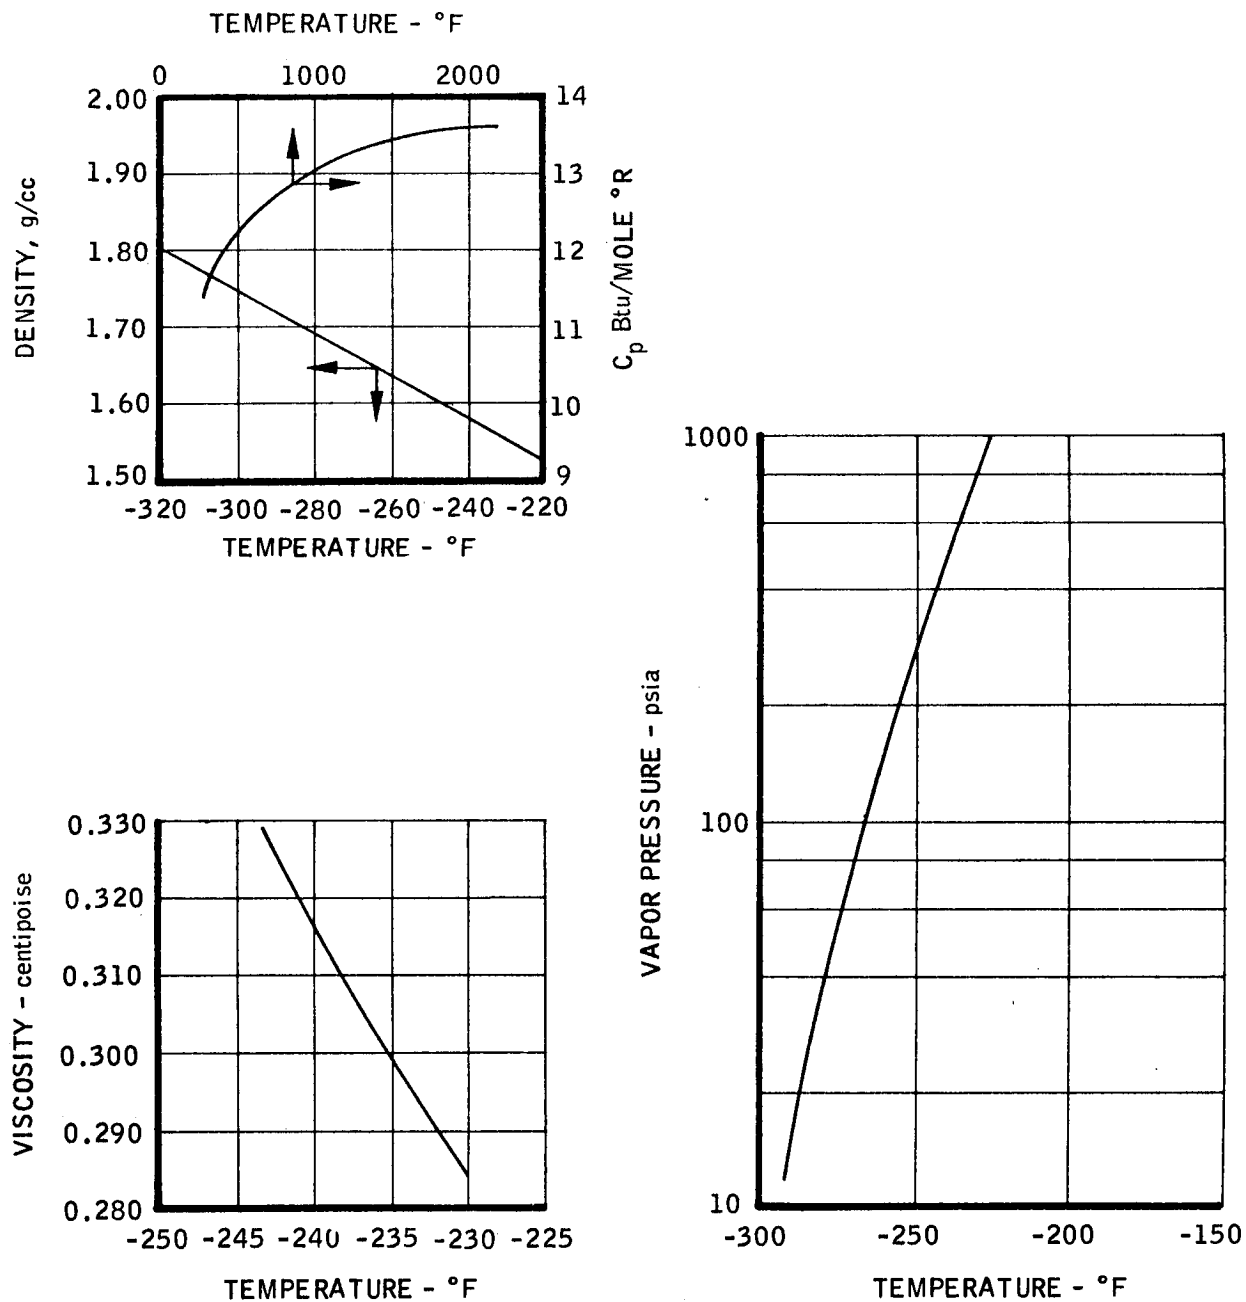 TEMPERATURE - °F
0 1000 2000
2.00
1.90
1.80
1.70
1.60
1.50
DENSITY, g/cc
14
13
12
11
10
9
Cp Btu/MOLE °R
-320 -300 -280 -260 -240 -220
TEMPERATURE - °F
0.330
0.320
0.310
0.300
0.290
0.280
VISCOSITY - centipoise
-250 -245 -240 -235 -230 -225
TEMPERATURE - °F
1000
100
10
VAPOR PRESSURE - psia
-300 -250 -200 -150
TEMPERATURE - °F